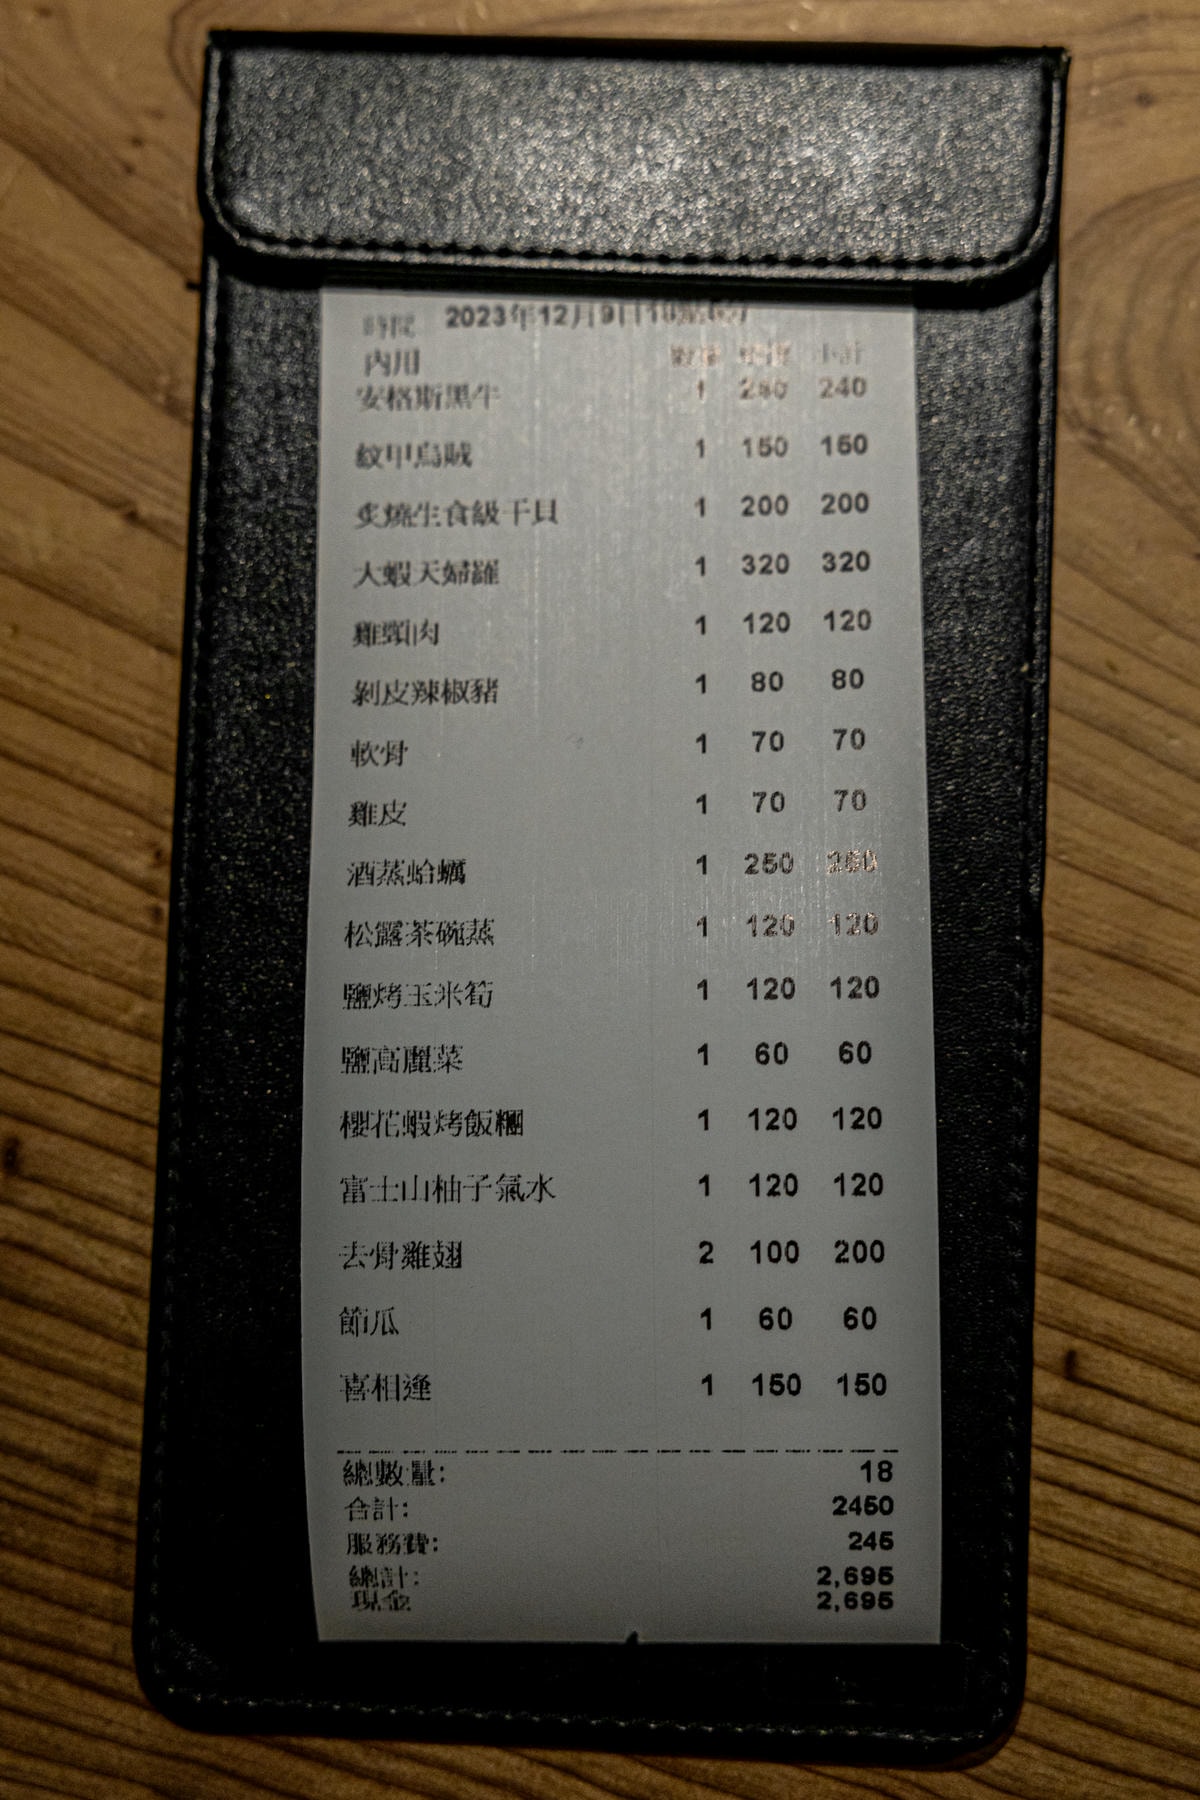 時間 2023年12月9日
內用 數量 小計
安格斯黑牛 1 240 240
紋甲烏賊 1 150 150
炙燒生食級干貝 1 200 200
大蝦天婦羅 1 320 320
雞頸肉 1 120 120
剝皮辣椒豬 1 80 80
軟骨 1 70 70
雞皮 1 70 70
酒蒸蛤蠣 1 250 250
松露茶碗蒸 1 120 120
鹽烤玉米筍 1 120 120
鹽高麗菜 1 60 60
櫻花蝦烤飯糰 1 120 120
富士山柚子氣水 1 120 120
去骨雞翅 2 100 200
節瓜 1 60 60
喜相逢 1 150 150
總數量: 18
合計: 2450
服務費: 245
總計: 2,695
現金 2,695